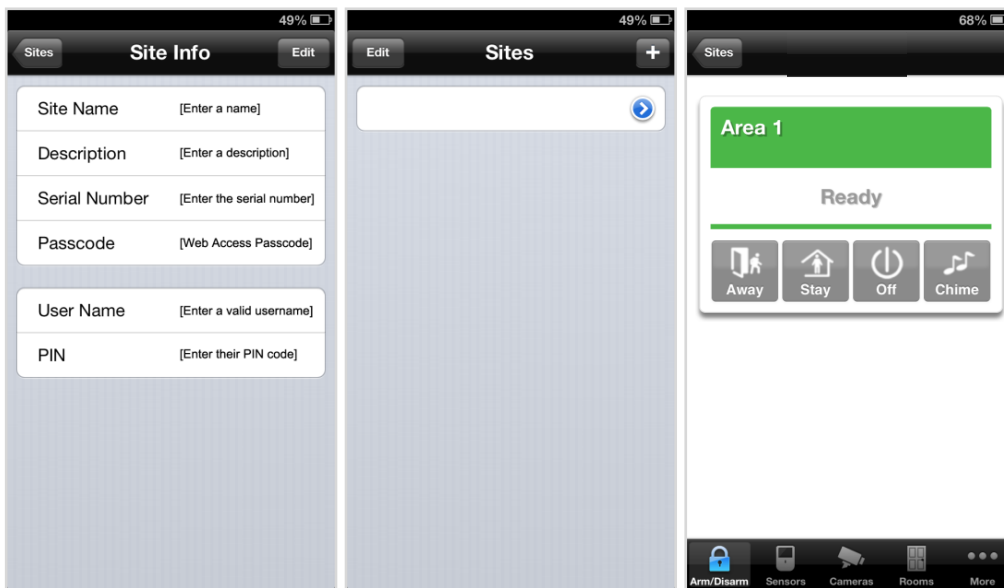 49%
Sites
Site Info
Edit
Site Name [Enter a name]
Description [Enter a description]
Serial Number [Enter the serial number]
Passcode [Web Access Passcode]
User Name [Enter a valid username]
PIN [Enter their PIN code]
49%
Edit
Sites
+
68%
Sites
Area 1
Ready
Away
Stay
Off
Chime
Arm/Disarm
Sensors
Cameras
Rooms
More